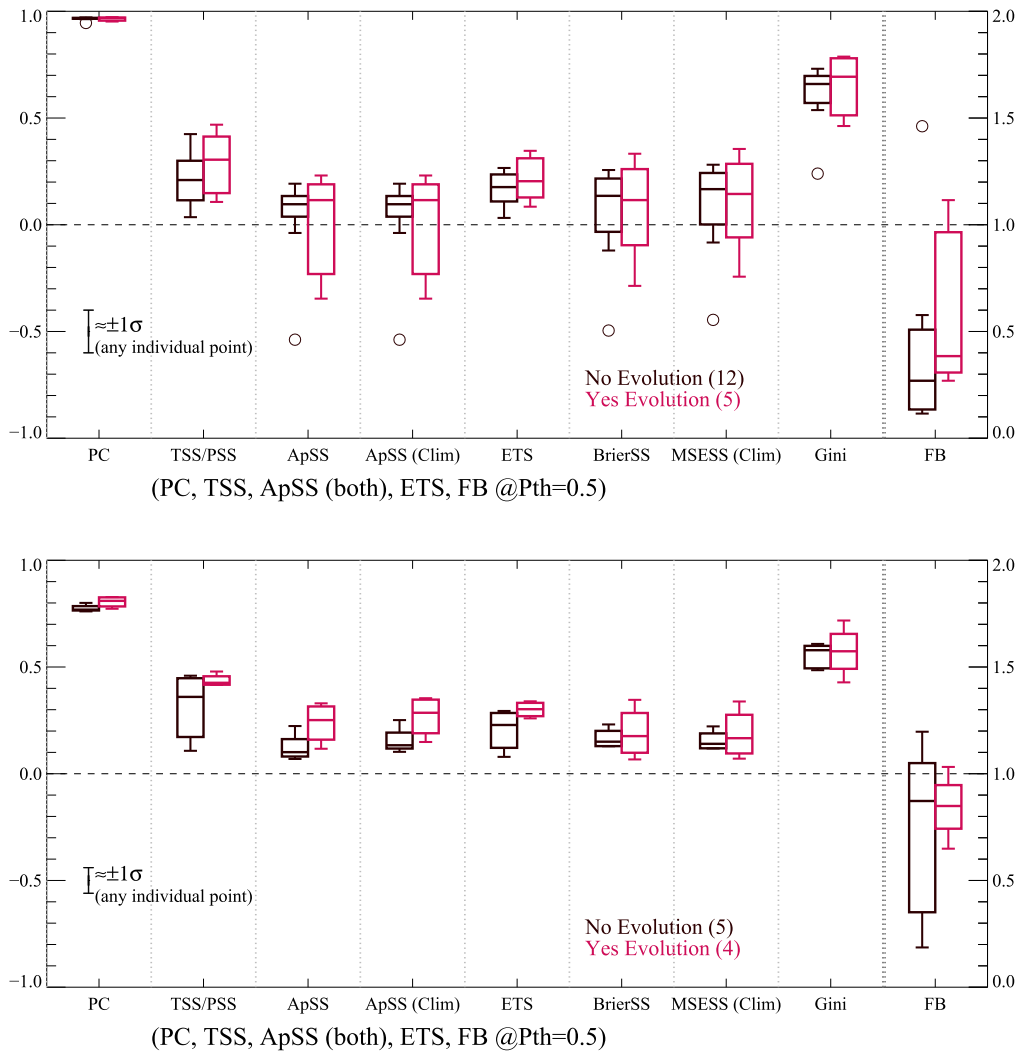 1.0 2.0
0.5 1.5
0.0 1.0
≈±1σ
−0.5 0.5
(any individual point)
No Evolution (12)
Yes Evolution (5)
−1.0 0.0
PC TSS/PSS ApSS ApSS (Clim) ETS BrierSS MSESS (Clim) Gini FB
(PC, TSS, ApSS (both), ETS, FB @Pth=0.5)
1.0 2.0
0.5 1.5
0.0 1.0
≈±1σ
−0.5 0.5
(any individual point)
No Evolution (5)
Yes Evolution (4)
−1.0 0.0
PC TSS/PSS ApSS ApSS (Clim) ETS BrierSS MSESS (Clim) Gini FB
(PC, TSS, ApSS (both), ETS, FB @Pth=0.5)